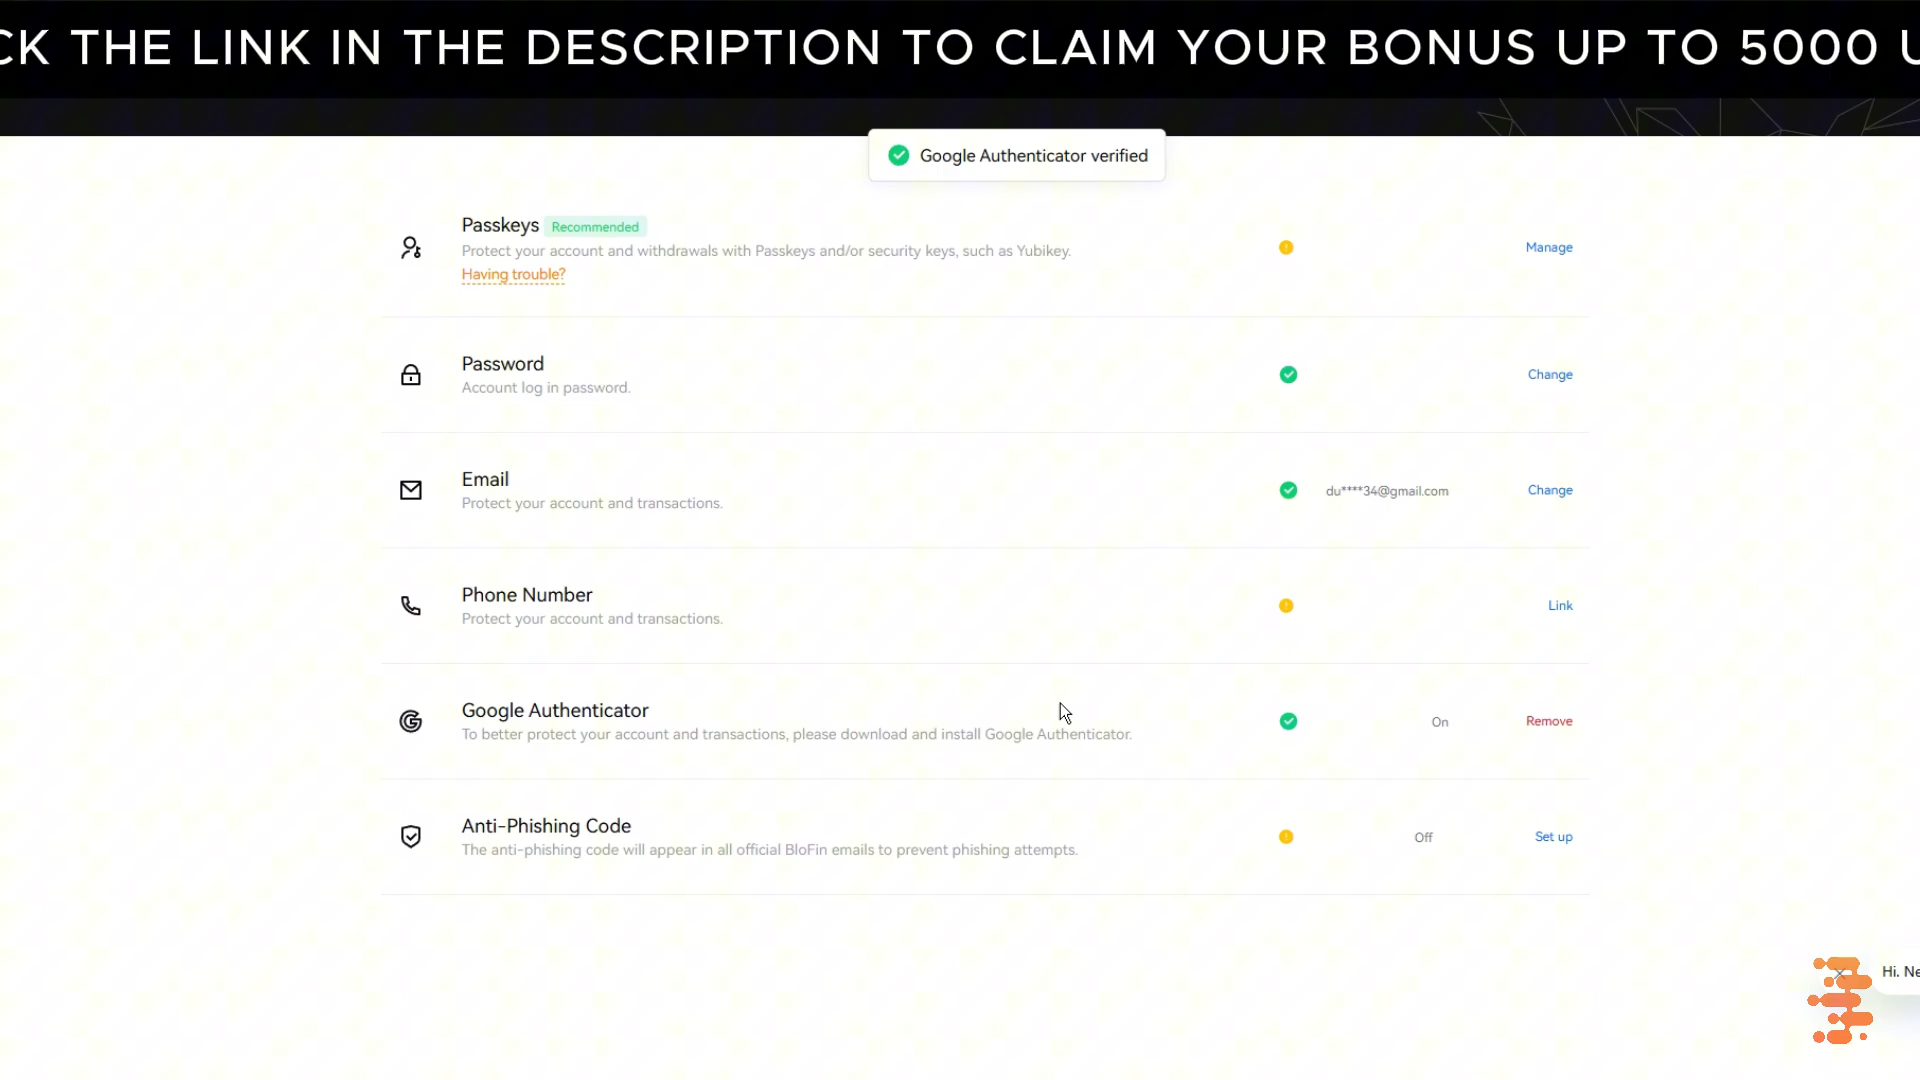 CK THE LINK IN THE DESCRIPTION TO CLAIM YOUR BONUS UP TO 5000 U
Google Authenticator verified
Passkeys Recommended
Protect your account and withdrawals with Passkeys and/or security keys, such as Yubikey.
Manage
Having trouble?
Password
Account log in password.
Change
Email
Protect your account and transactions.
du****34@gmail.com
Change
Phone Number
Protect your account and transactions.
Link
Google Authenticator
To better protect your account and transactions, please download and install Google Authenticator.
On
Remove
Anti-Phishing Code
The anti-phishing code will appear in all official BloFin emails to prevent phishing attempts.
Off
Set up
Hi. Ne